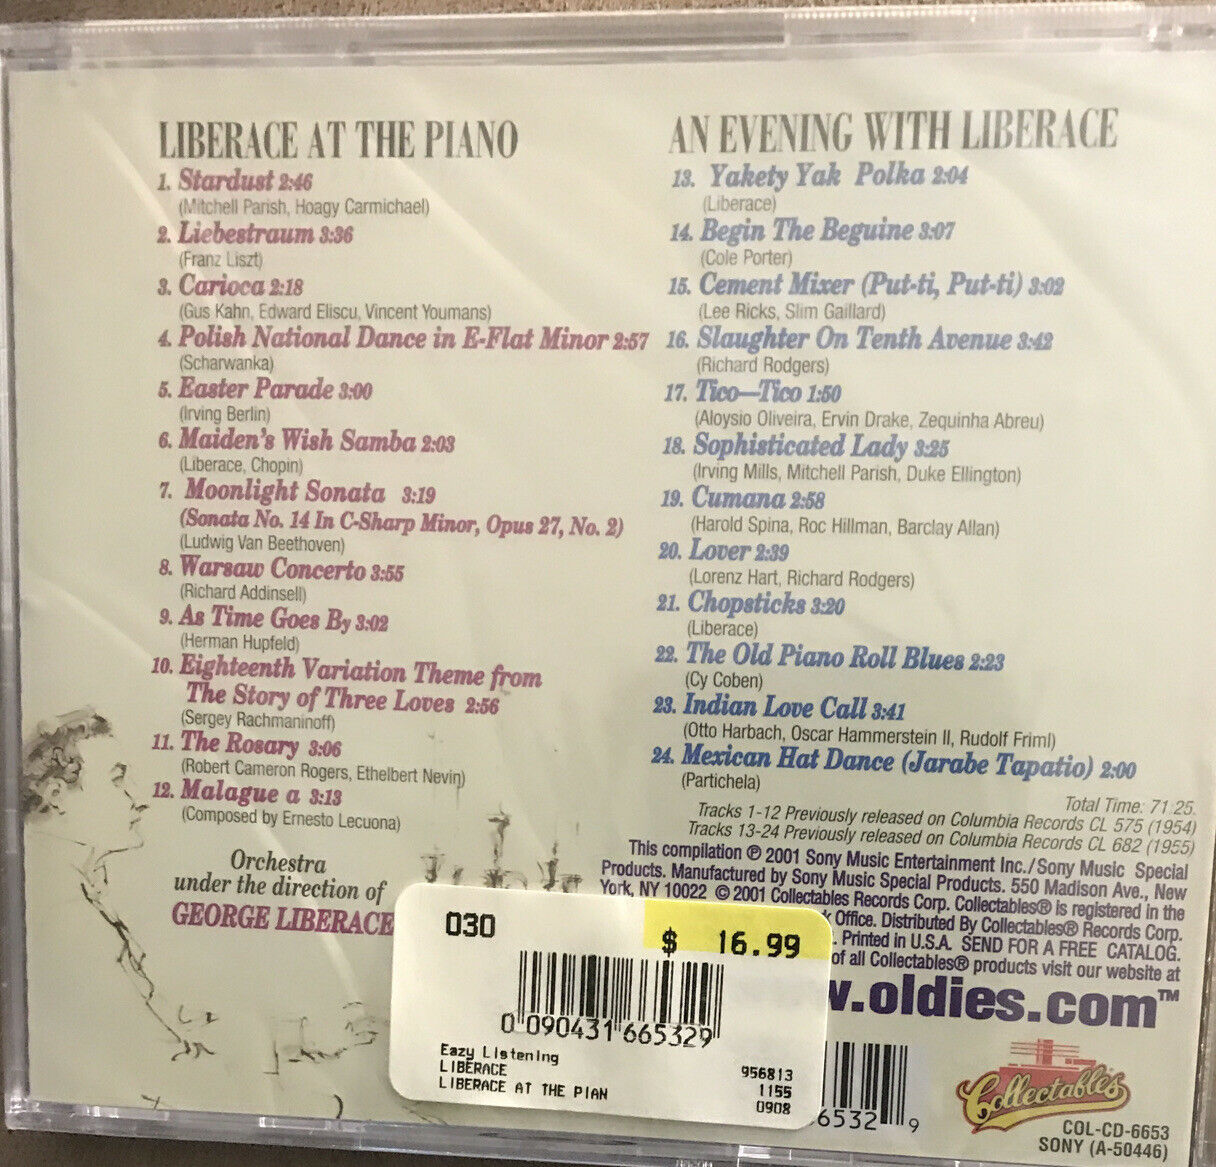 LIBERACE AT THE PIANO
1. Stardust 2:46
(Mitchell Parish, Hoagy Carmichael)
2. Liebestraum 3:36
(Franz Liszt)
3. Carioca 2:18
(Gus Kahn, Edward Eliscu, Vincent Youmans)
4. Polish National Dance in E-Flat Minor 2:57
(Scharwanka)
5. Easter Parade 3:00
(Irving Berlin)
6. Maiden's Wish Samba 2:03
(Liberace, Chopin)
7. Moonlight Sonata 3:19
(Sonata No. 14 In C-Sharp Minor, Opus 27, No. 2)
(Ludwig Van Beethoven)
8. Warsaw Concerto 3:55
(Richard Addinsell)
9. As Time Goes By 3:02
(Herman Hupfeld)
10. Eighteenth Variation Theme from
The Story of Three Loves 2:56
(Sergey Rachmaninoff)
11. The Rosary 3:06
(Robert Cameron Rogers, Ethelbert Nevin)
12. Malague a 3:13
(Composed by Ernesto Lecuona)
Orchestra
under the direction of
GEORGE LIBERACE
AN EVENING WITH LIBERACE
13. Yakety Yak Polka 2:04
(Liberace)
14. Begin The Beguine 3:07
(Cole Porter)
15. Cement Mixer (Put-ti, Put-ti) 3:02
(Lee Ricks, Slim Gaillard)
16. Slaughter On Tenth Avenue 3:42
(Richard Rodgers)
17. Tico—Tico 1:50
(Aloysio Oliveira, Ervin Drake, Zequinha Abreu)
18. Sophisticated Lady 3:25
(Irving Mills, Mitchell Parish, Duke Ellington)
19. Cumana 2:58
(Harold Spina, Roc Hillman, Barclay Allan)
20. Lover 2:39
(Lorenz Hart, Richard Rodgers)
21. Chopsticks 3:20
(Liberace)
22. The Old Piano Roll Blues 2:23
(Cy Coben)
23. Indian Love Call 3:41
(Otto Harbach, Oscar Hammerstein II, Rudolf Friml)
24. Mexican Hat Dance (Jarabe Tapatio) 2:00
(Partichela)
Total Time: 71:25.
Tracks 1-12 Previously released on Columbia Records CL 575 (1954)
Tracks 13-24 Previously released on Columbia Records CL 682 (1955)
This compilation ℗ 2001 Sony Music Entertainment Inc./Sony Music Special
Products. Manufactured by Sony Music Special Products. 550 Madison Ave., New
York, NY 10022 © 2001 Collectables Records Corp. Collectables® is registered in the
k Office. Distributed By Collectables® Records Corp.
. Printed in U.S.A. SEND FOR A FREE CATALOG.
of all Collectables® products visit our website at
w.oldies.com™
030
$ 16.99
0 090431 665329
Eazy Listening
LIBERACE 956813
LIBERACE AT THE PIAN 1155
0908
66532 9
Collectables
COL-CD-6653
SONY (A-50446)